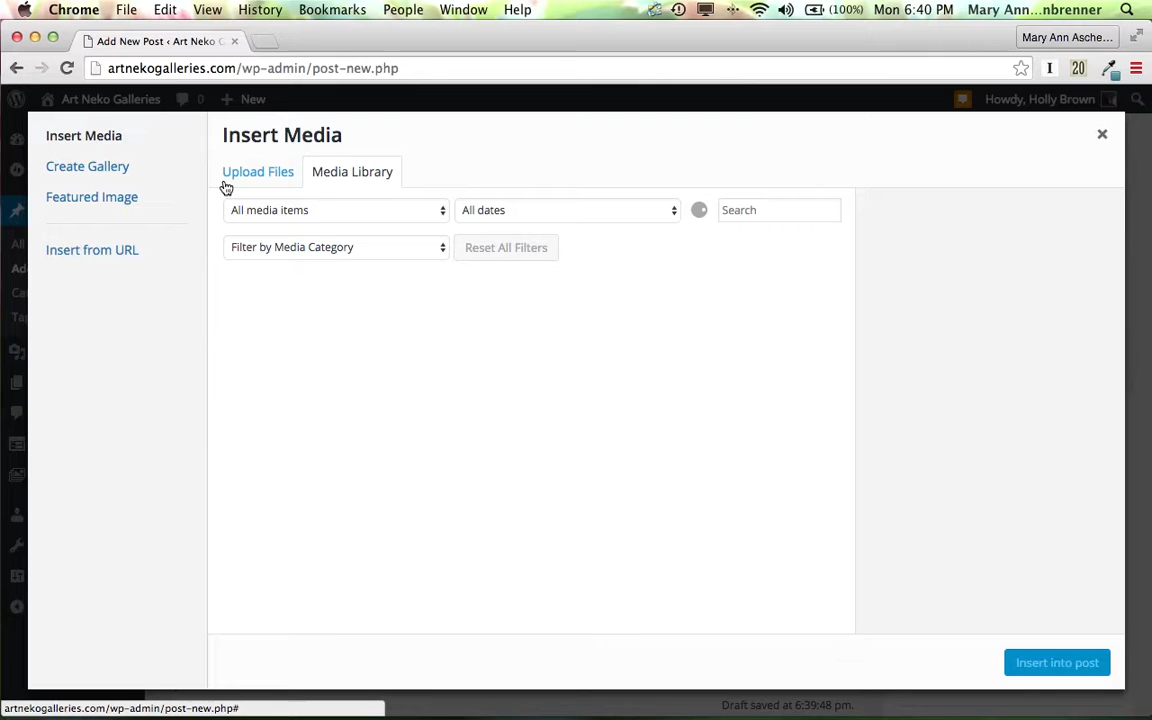 Chrome File Edit View History Bookmarks People Window Help (100%) Mon 6:40 PM Mary Ann...nbrenner
Add New Post ‹ Art Neko G × Mary Ann Asche...
artnekogalleries.com/wp-admin/post-new.php 20
Art Neko Galleries 0 + New Howdy, Holly Brown
Insert Media
Create Gallery
Featured Image
Insert from URL
Insert Media ×
Upload Files Media Library
All media items All dates Search
Filter by Media Category Reset All Filters
All
Ad
Ca
Ta
Insert into post
artnekogalleries.com/wp-admin/post-new.php#
Draft saved at 6:39:48 pm.